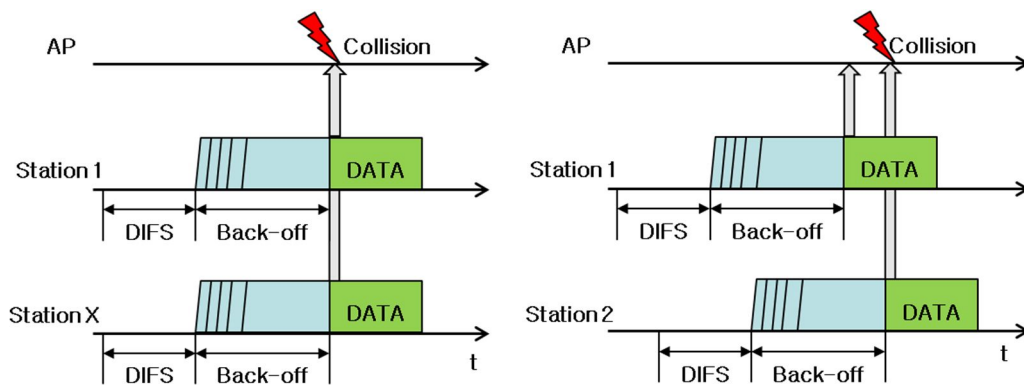 AP
Collision
Station 1
DATA
DIFS
Back-off
Station X
DATA
t
DIFS
Back-off
AP
Collision
Station 1
DATA
DIFS
Back-off
Station 2
DATA
t
DIFS
Back-off